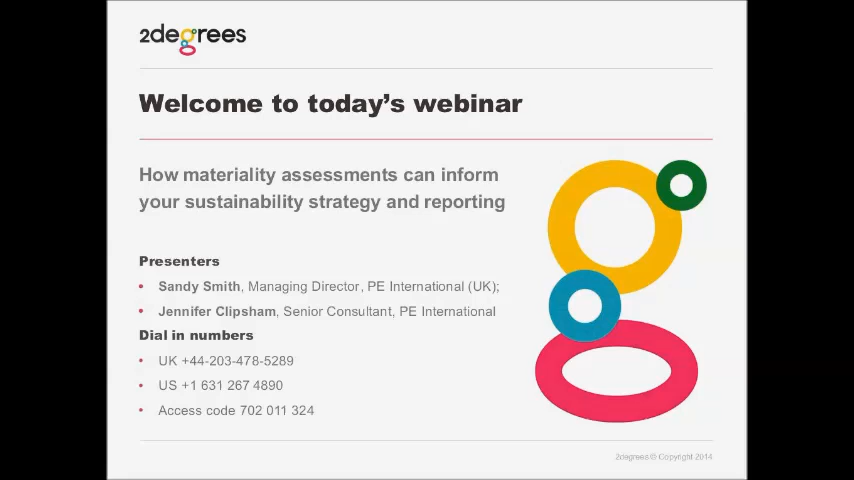 2degrees
Welcome to today's webinar
How materiality assessments can inform
your sustainability strategy and reporting
Presenters
• Sandy Smith, Managing Director, PE International (UK);
• Jennifer Clipsham, Senior Consultant, PE International
Dial in numbers
• UK +44-203-478-5289
• US +1 631 267 4890
• Access code 702 011 324
2degrees © Copyright 2014